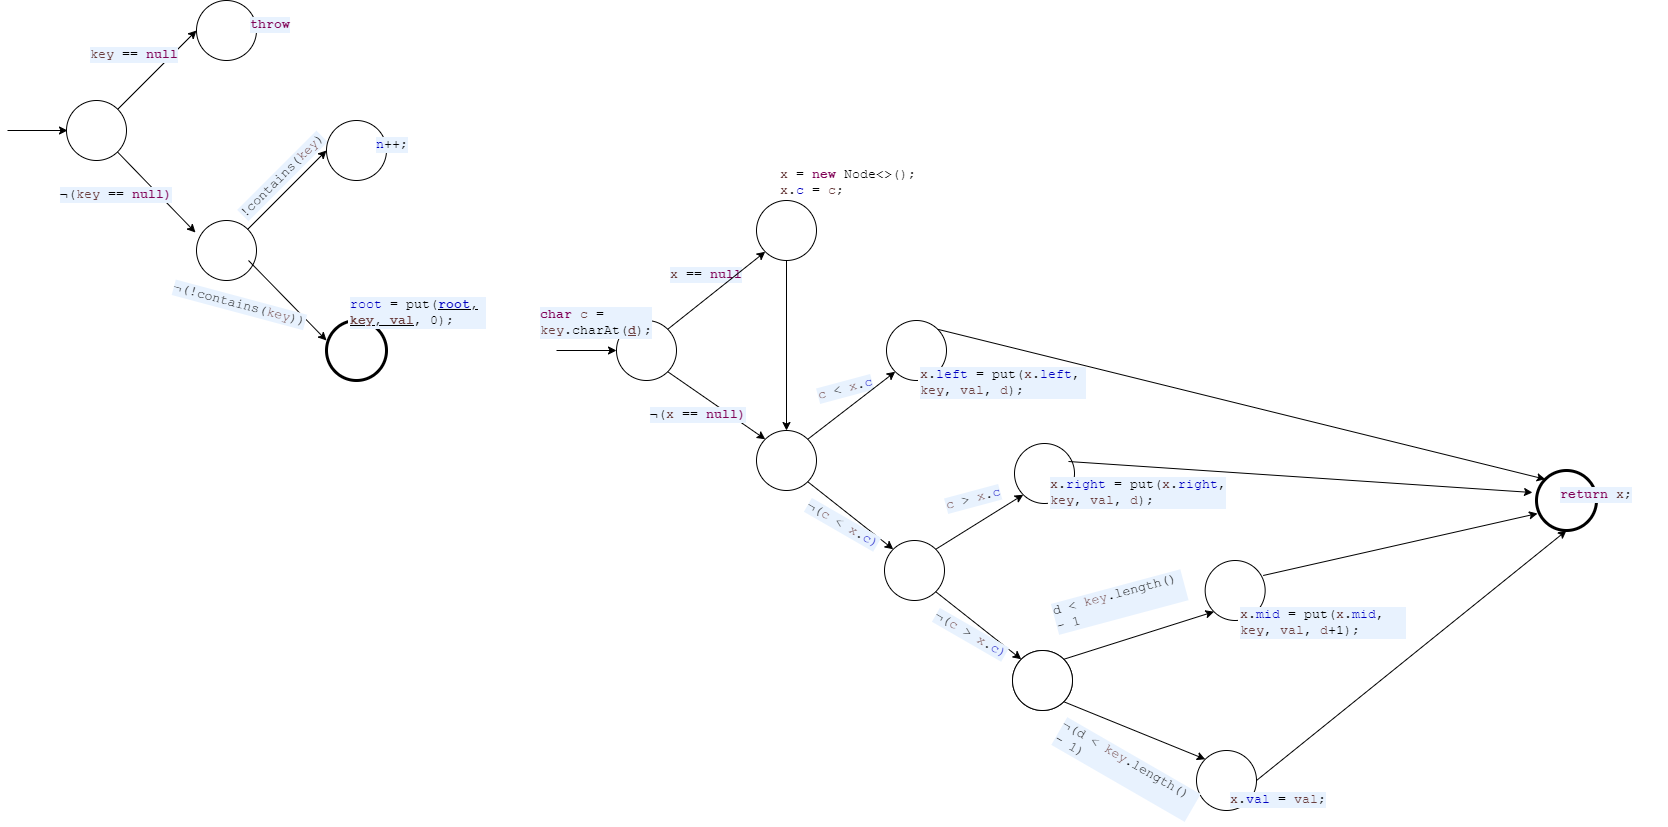 throw
key == null
¬(key == null)
!contains(key)
n++;
¬(!contains(key))
root = put(root,
key, val, 0);
x = new Node<>();
x.c = c;
x == null
char c =
key.charAt(d);
¬(x == null)
c < x.c
x.left = put(x.left,
key, val, d);
¬(c < x.c)
c > x.c
x.right = put(x.right,
key, val, d);
return x;
¬(c > x.c)
d < key.length()
- 1
x.mid = put(x.mid,
key, val, d+1);
¬(d < key.length()
- 1)
x.val = val;